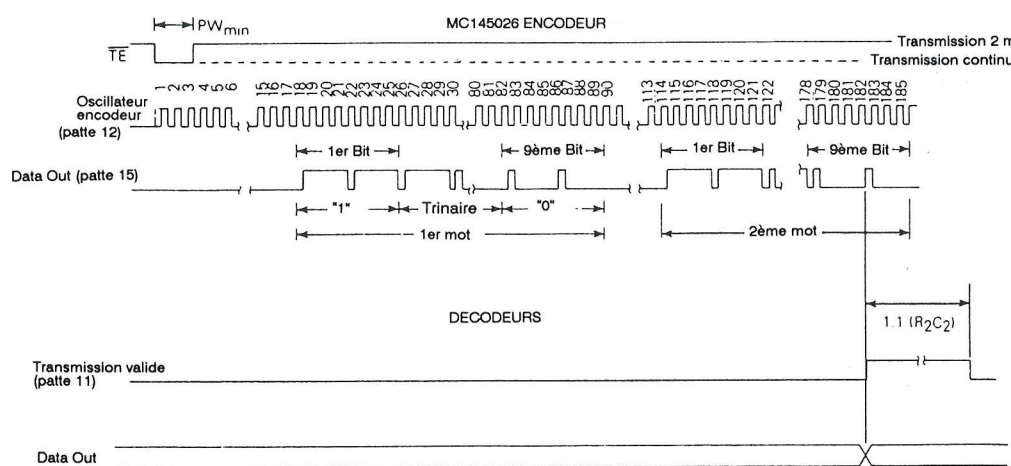 MC145026 ENCODEUR
PWmin
TE
Transmission 2 m
Transmission continu
1 2 3 4 5 6 15 16 17 18 19 20 21 22 23 24 25 26 27 28 29 30 80 81 82 83 84 85 86 87 88 89 90 113 114 115 116 117 118 119 120 121 122 178 179 180 181 182 183 184 185
Oscillateur
encodeur
(patte 12)
1er Bit 9ème Bit 1er Bit 9ème Bit
Data Out (patte 15)
"1" Trinaire "0"
1er mot 2ème mot
DECODEURS
1.1 (R2C2)
Transmission valide
(patte 11)
Data Out